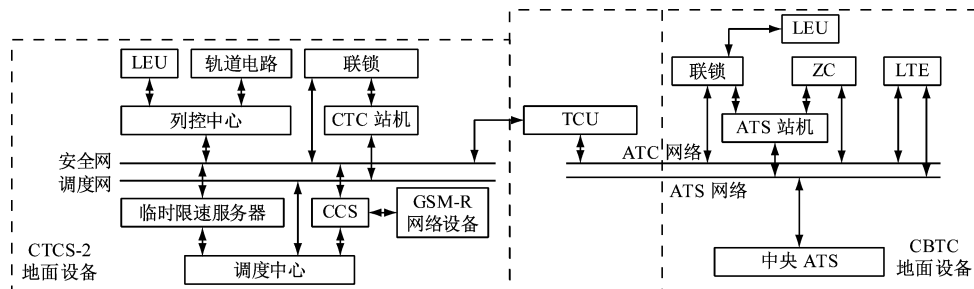 LEU
轨道电路
联锁
列控中心
CTC 站机
安全网
调度网
临时限速服务器
CCS
GSM-R
网络设备
调度中心
CTCS-2
地面设备
TCU
LEU
联锁
ZC
LTE
ATS 站机
ATC 网络
ATS 网络
中央 ATS
CBTC
地面设备